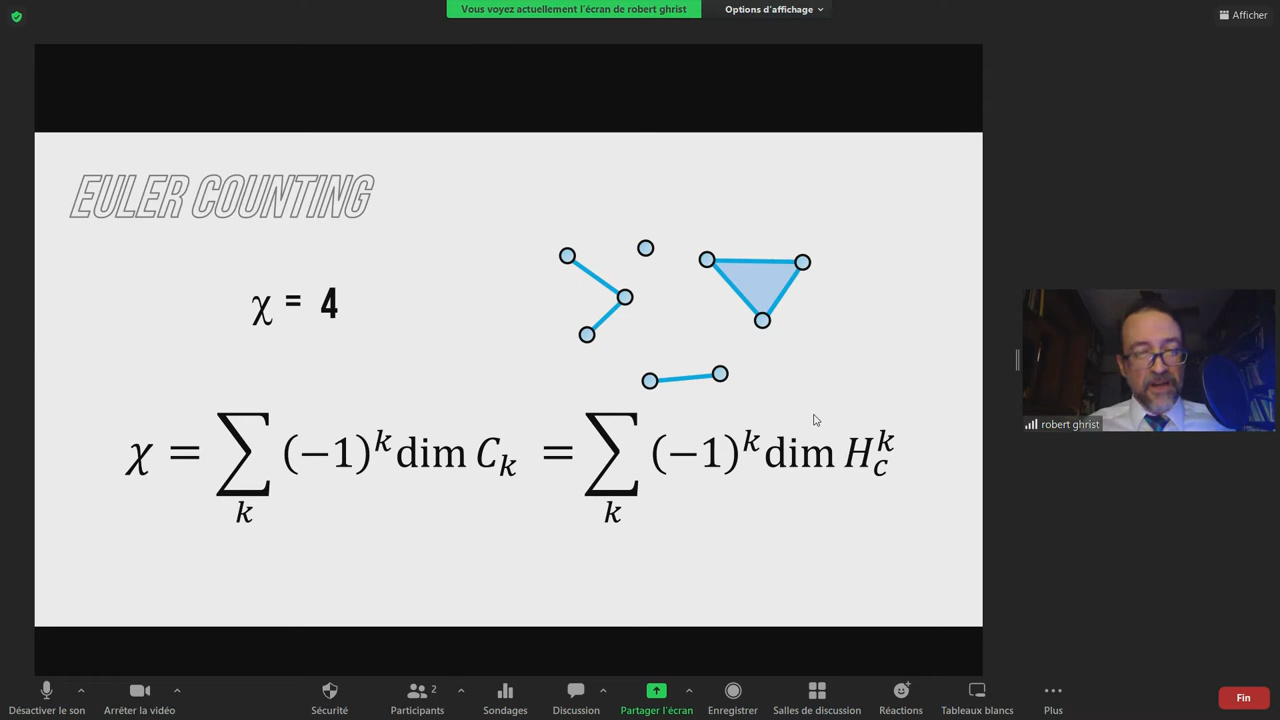 Vous voyez actuellement l'écran de robert ghrist
Options d'affichage
Afficher
EULER COUNTING
χ = 4
χ = ∑_k (−1)^k dim C_k = ∑_k (−1)^k dim H_c^k
robert ghrist
Désactiver le son
Arrêter la vidéo
Sécurité
2
Participants
Sondages
Discussion
Partager l'écran
Enregistrer
Salles de discussion
Réactions
Tableaux blancs
Plus
Fin